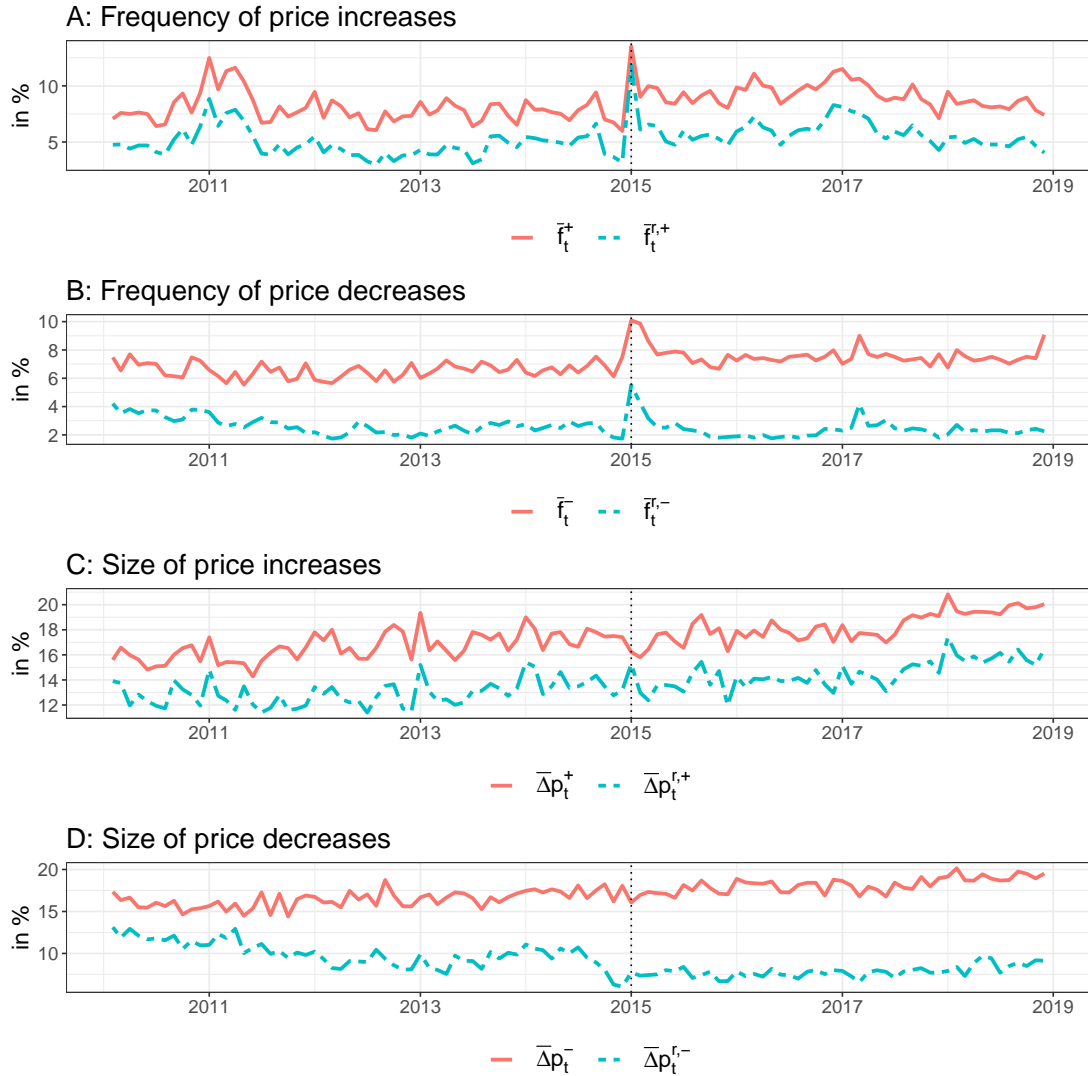 A: Frequency of price increases
in %
10
5
2011 2013 2015 2017 2019
f̄ₜ⁺ f̄ₜʳ,⁺
B: Frequency of price decreases
in %
10
8
6
4
2
2011 2013 2015 2017 2019
f̄ₜ⁻ f̄ₜʳ,⁻
C: Size of price increases
in %
20
18
16
14
12
2011 2013 2015 2017 2019
Δ̅pₜ⁺ Δ̅pₜʳ,⁺
D: Size of price decreases
in %
20
15
10
2011 2013 2015 2017 2019
Δ̅pₜ⁻ Δ̅pₜʳ,⁻